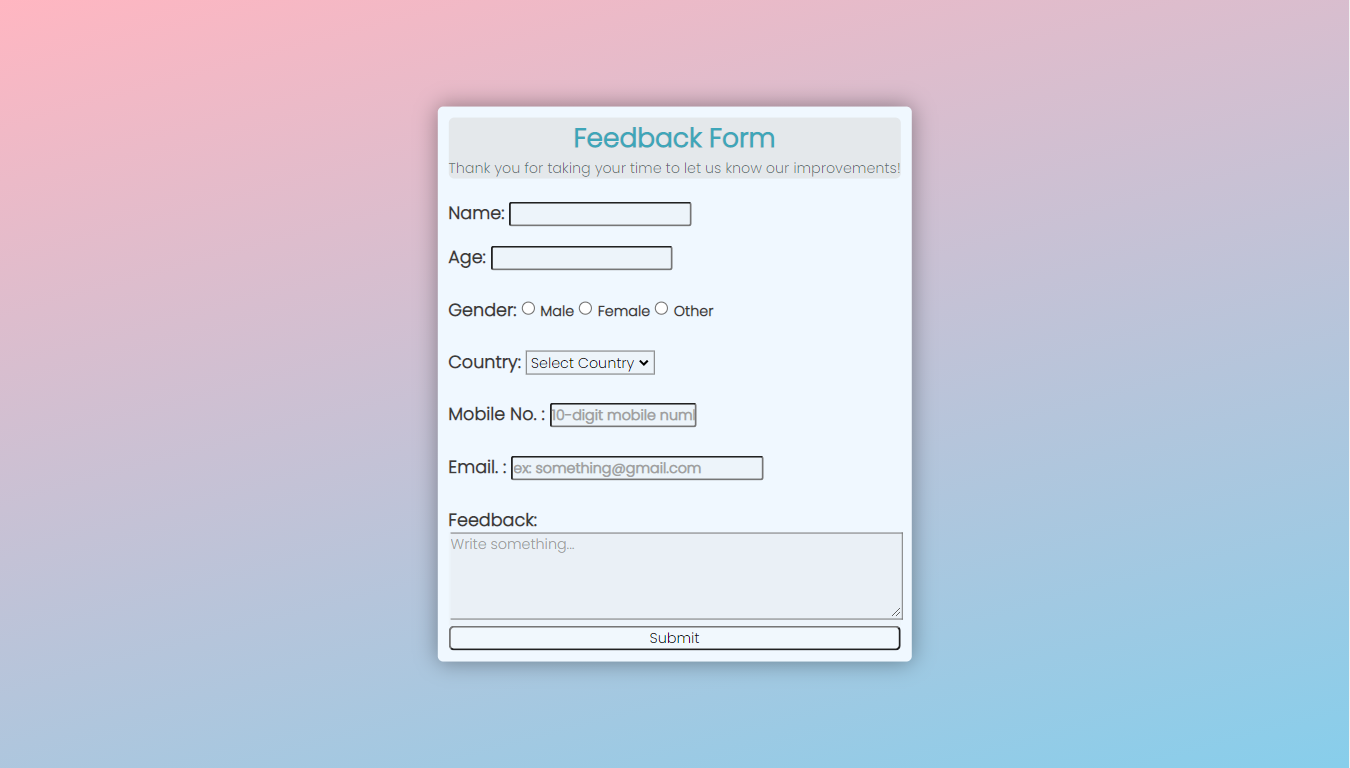 Feedback Form
Thank you for taking your time to let us know our improvements!
Name:
Age:
Gender: Male Female Other
Country: Select Country
Mobile No. : 10-digit mobile num
Email. : ex: something@gmail.com
Feedback:
Write something...
Submit